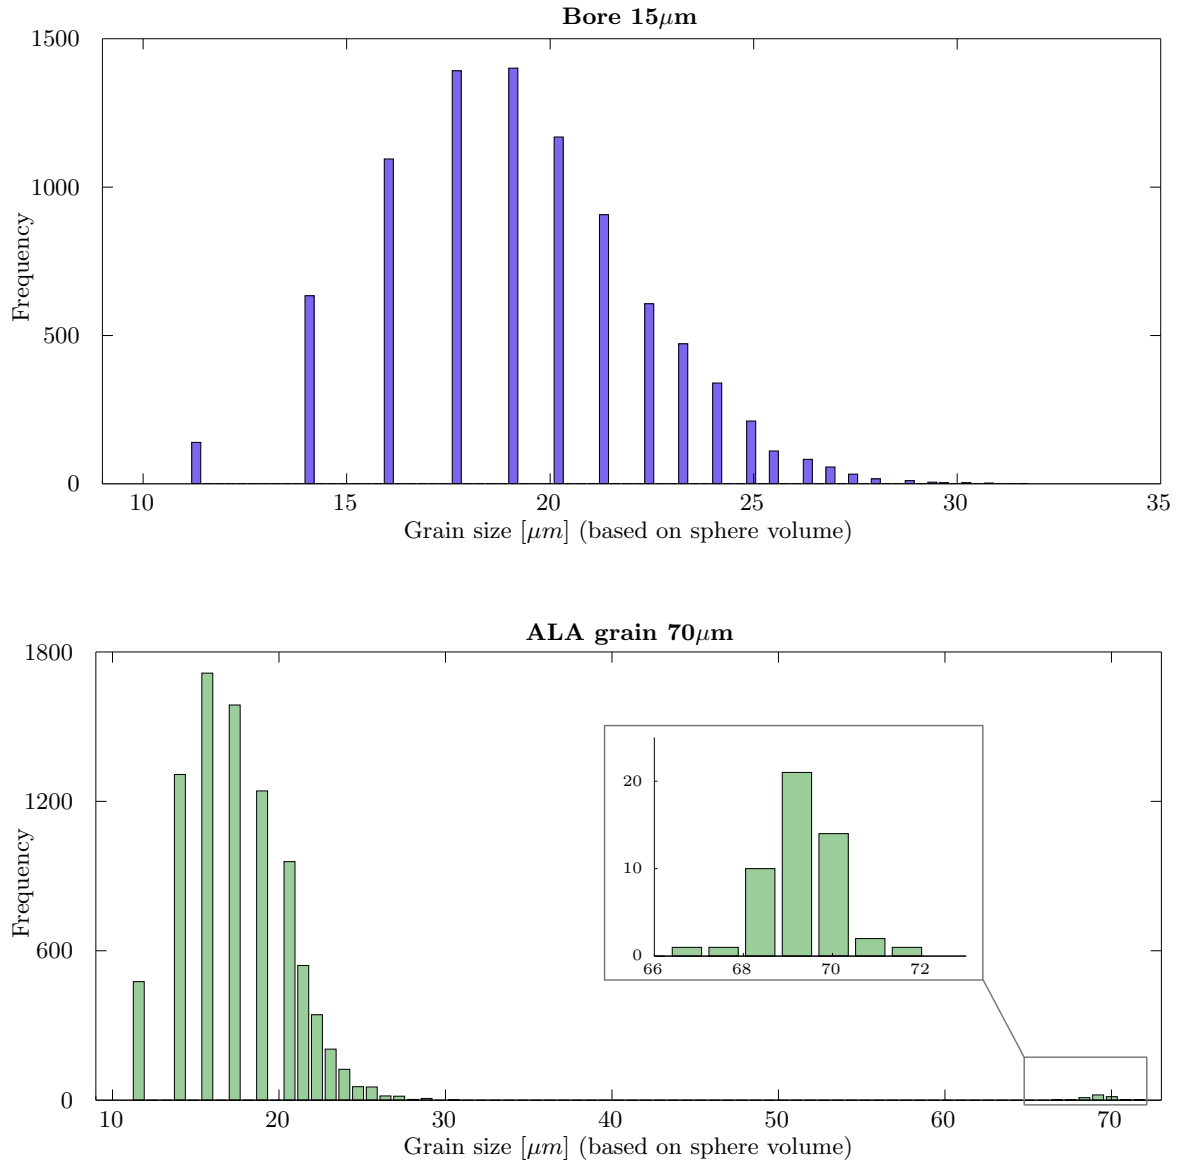 Bore 15μm
1500
1000
500
0
Frequency
10 15 20 25 30 35
Grain size [μm] (based on sphere volume)
ALA grain 70μm
1800
1200
600
0
Frequency
20
10
0
66 68 70 72
10 20 30 40 50 60 70
Grain size [μm] (based on sphere volume)